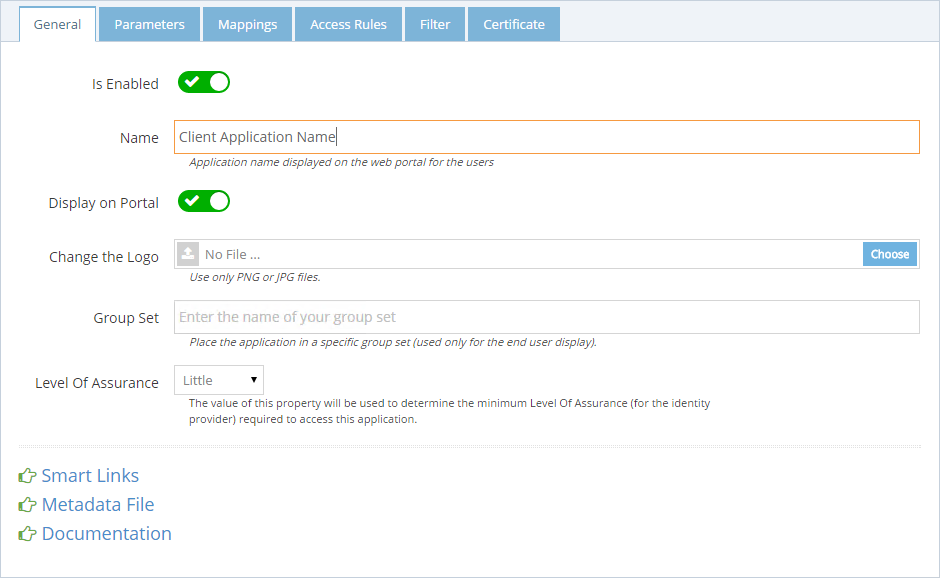 General Parameters Mappings Access Rules Filter Certificate
Is Enabled
Name Client Application Name
Application name displayed on the web portal for the users
Display on Portal
Change the Logo No File ... Choose
Use only PNG or JPG files.
Group Set Enter the name of your group set
Place the application in a specific group set (used only for the end user display).
Level Of Assurance Little
The value of this property will be used to determine the minimum Level Of Assurance (for the identity
provider) required to access this application.
Smart Links
Metadata File
Documentation